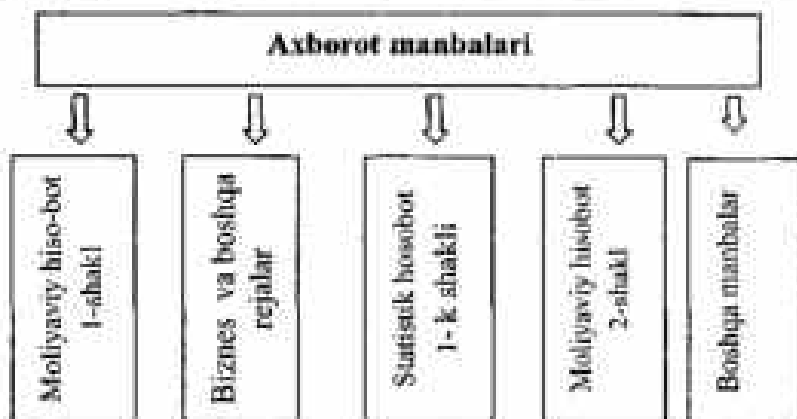 Axborot manbalari
Moliyaviy hiso-bot
1-shakl
Biznes va boshqa
rejalar
Statistik hosobot
1- k shakli
Moliyaviy hisobot
2-shakl
Boshqa manbalar